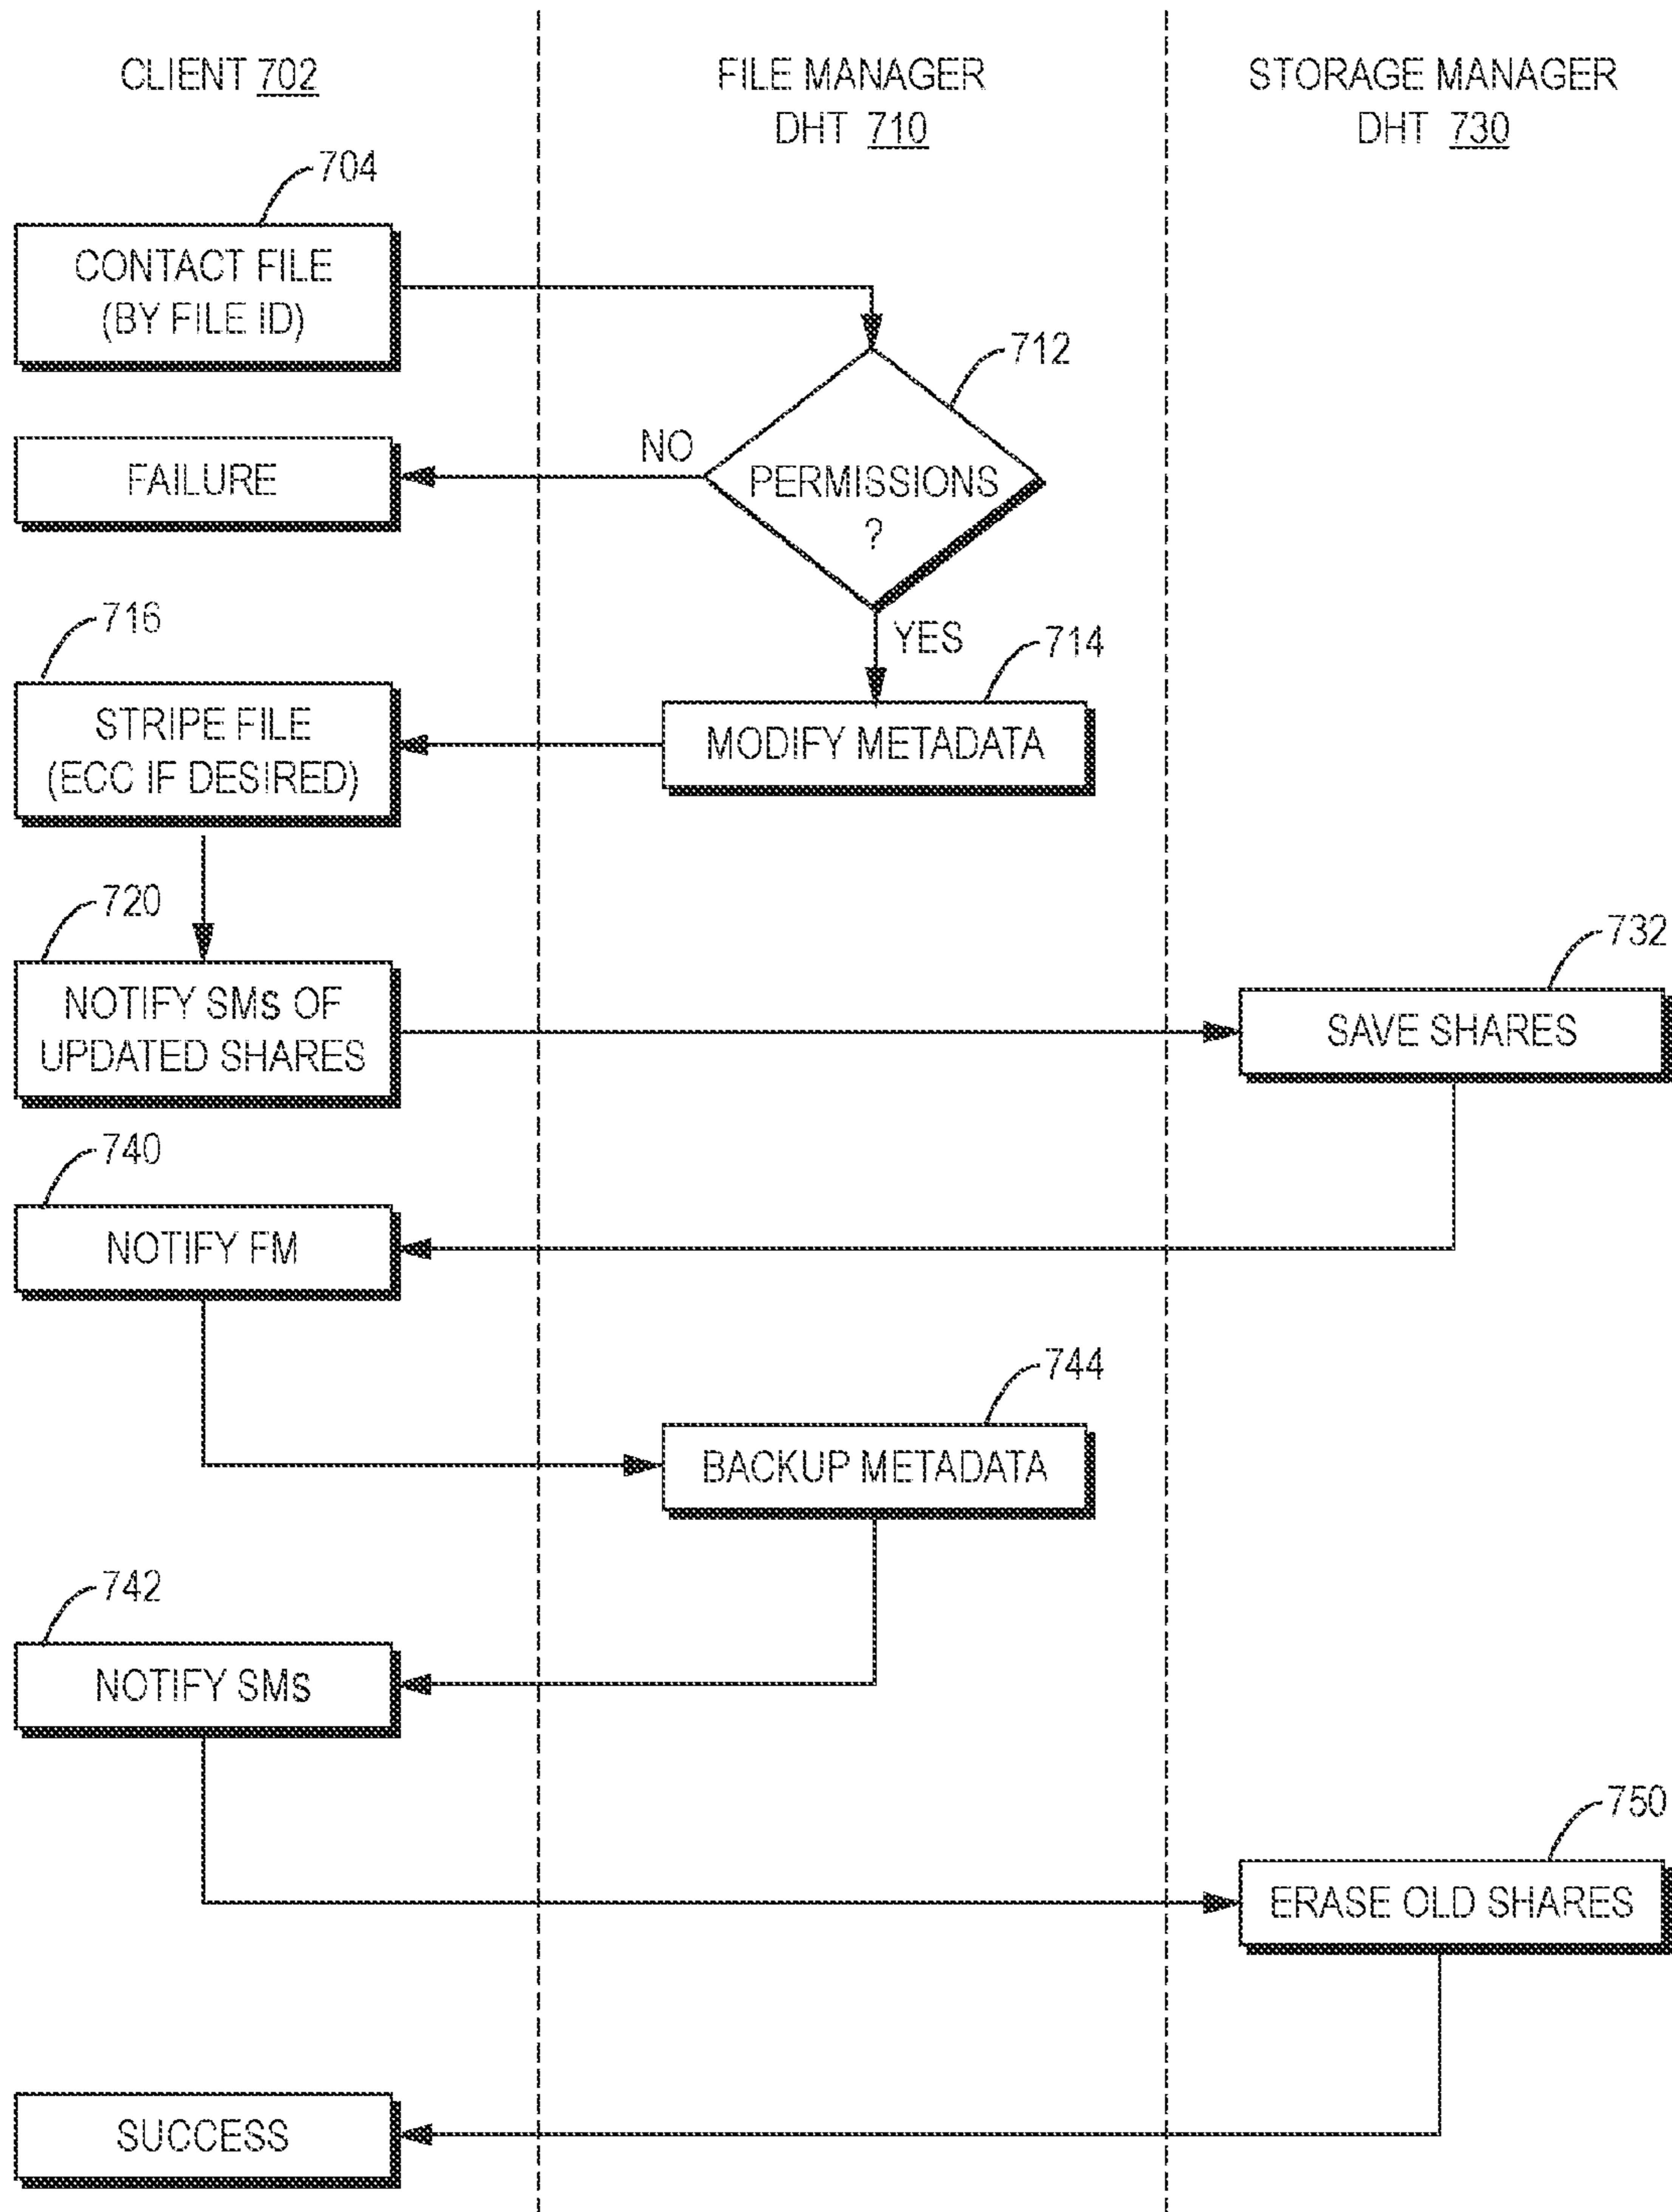 CLIENT 702
FILE MANAGER
DHT 710
STORAGE MANAGER
DHT 730
704
CONTACT FILE
(BY FILE ID)
712
NO
FAILURE
PERMISSIONS
?
YES
716
714
STRIPE FILE
(ECC IF DESIRED)
MODIFY METADATA
720
732
NOTIFY SMs OF
UPDATED SHARES
SAVE SHARES
740
NOTIFY FM
744
BACKUP METADATA
742
NOTIFY SMs
750
ERASE OLD SHARES
SUCCESS